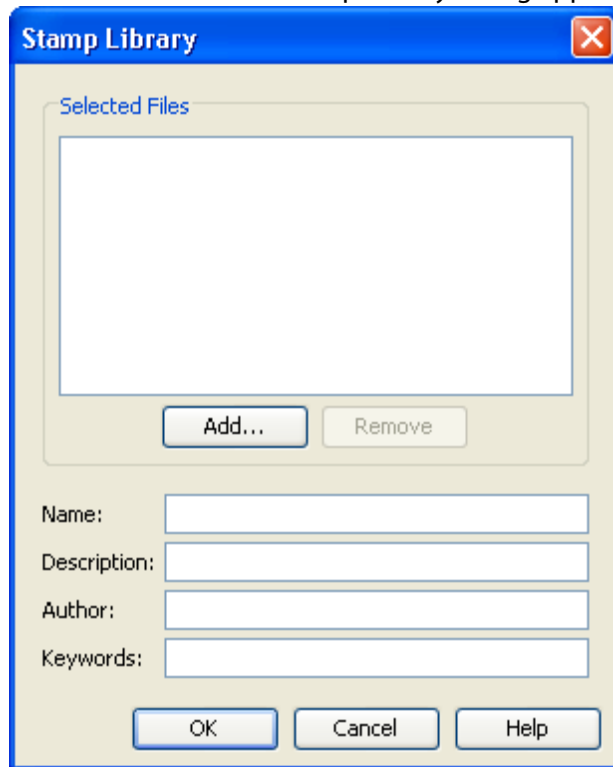 Stamp Library
Selected Files
Add... Remove
Name:
Description:
Author:
Keywords:
OK Cancel Help